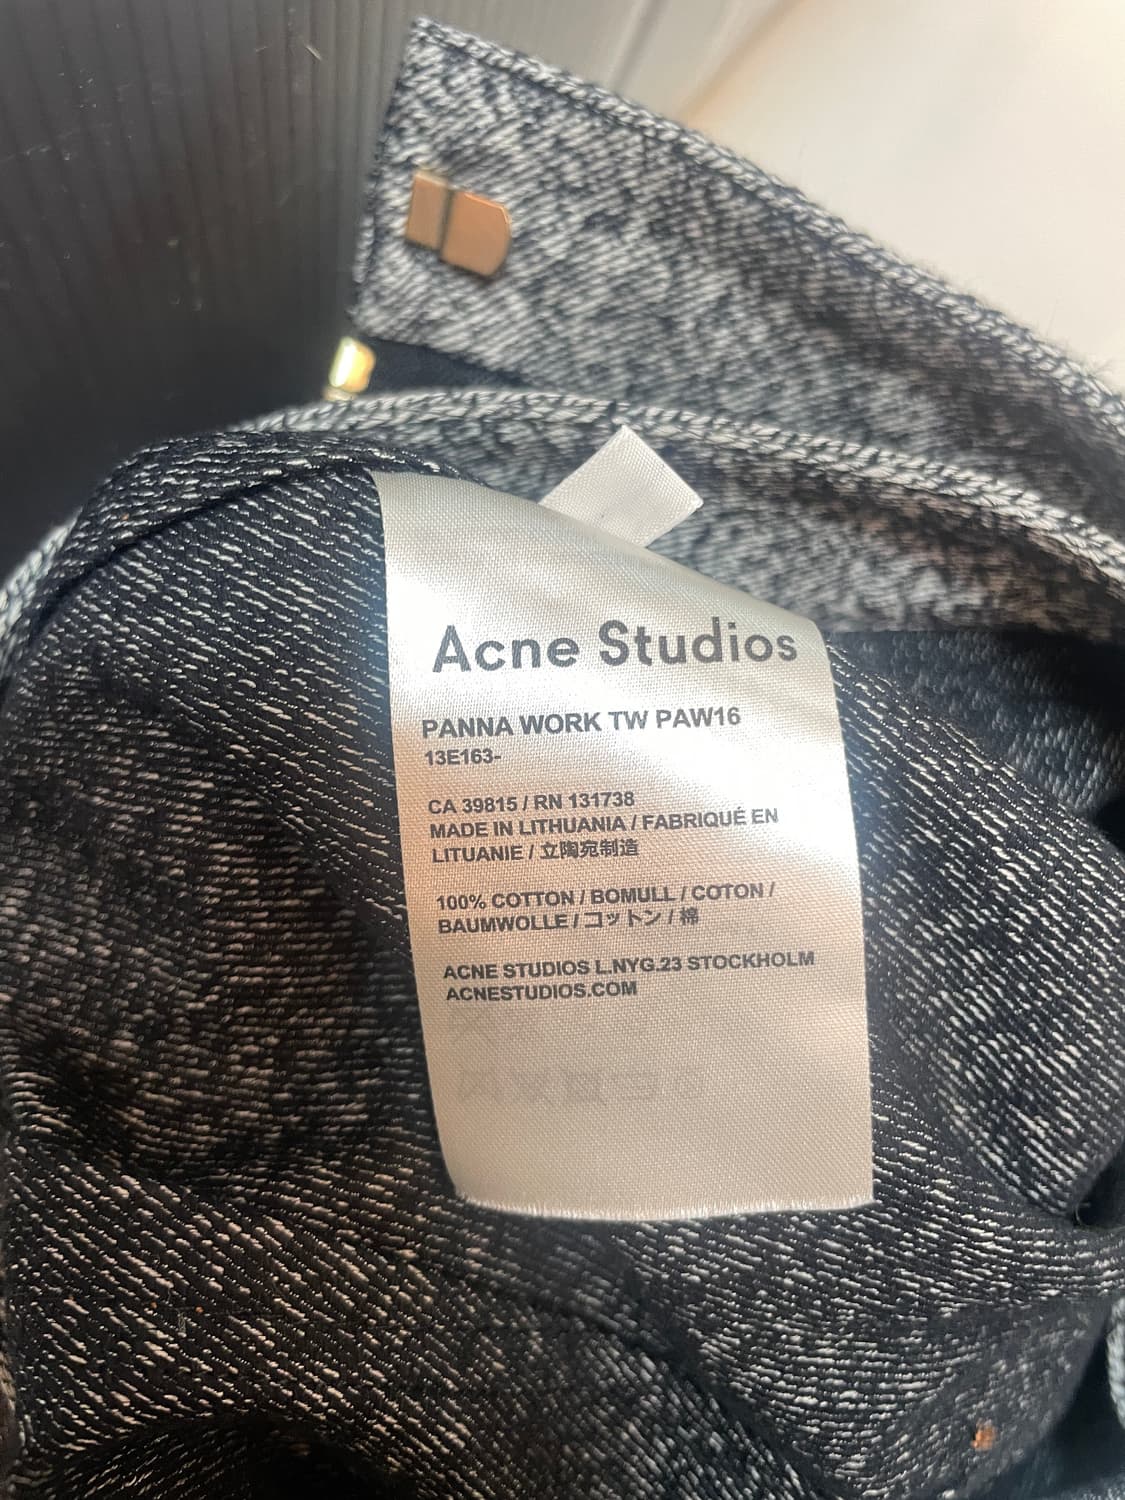 Acne Studios
PANNA WORK TW PAW16
13E163-
CA 39815 / RN 131738
MADE IN LITHUANIA / FABRIQUÉ EN
LITUANIE / 立陶宛制造
100% COTTON / BOMULL / COTON /
BAUMWOLLE / コットン / 棉
ACNE STUDIOS L.NYG.23 STOCKHOLM
ACNESTUDIOS.COM